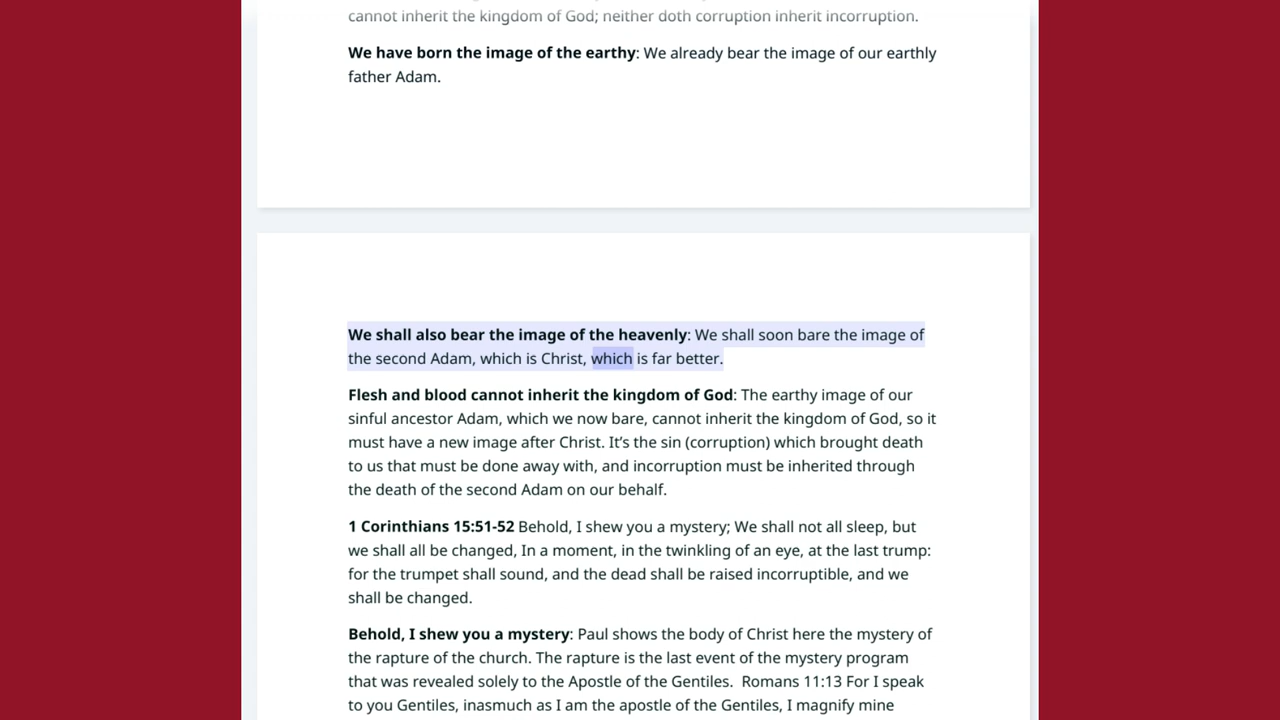 cannot inherit the kingdom of God; neither doth corruption inherit incorruption.
We have born the image of the earthy: We already bear the image of our earthly
father Adam.
We shall also bear the image of the heavenly: We shall soon bare the image of
the second Adam, which is Christ, which is far better.
Flesh and blood cannot inherit the kingdom of God: The earthy image of our
sinful ancestor Adam, which we now bare, cannot inherit the kingdom of God, so it
must have a new image after Christ. It’s the sin (corruption) which brought death
to us that must be done away with, and incorruption must be inherited through
the death of the second Adam on our behalf.
1 Corinthians 15:51-52 Behold, I shew you a mystery; We shall not all sleep, but
we shall all be changed, In a moment, in the twinkling of an eye, at the last trump:
for the trumpet shall sound, and the dead shall be raised incorruptible, and we
shall be changed.
Behold, I shew you a mystery: Paul shows the body of Christ here the mystery of
the rapture of the church. The rapture is the last event of the mystery program
that was revealed solely to the Apostle of the Gentiles.  Romans 11:13 For I speak
to you Gentiles, inasmuch as I am the apostle of the Gentiles, I magnify mine